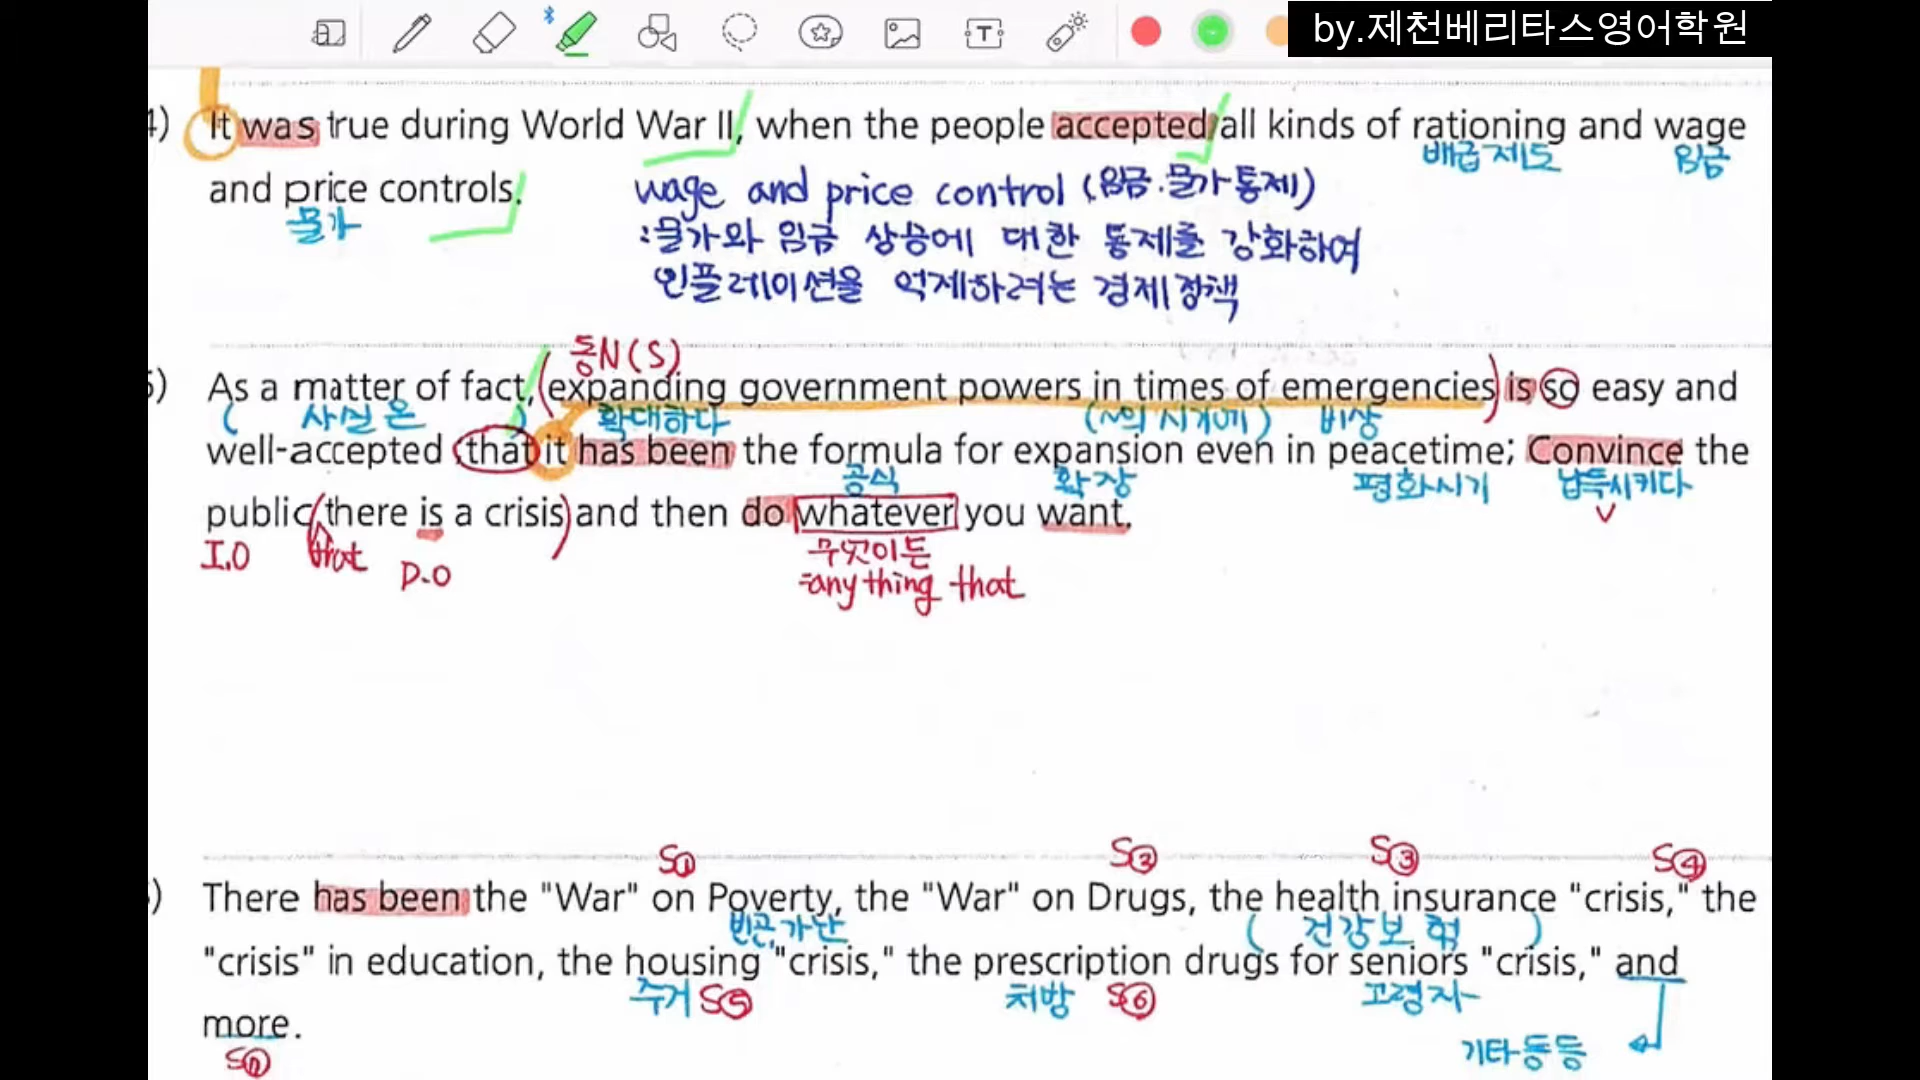 by.제천베리타스영어학원
4) It was true during World War II, when the people accepted all kinds of rationing and wage
배급제도 임금
and price controls.
물가
wage and price control (임금.물가통제)
:물가와 임금 상승에 대한 통제를 강화하여
인플레이션을 억제하려는 경제정책
동N(S)
5) As a matter of fact, (expanding government powers in times of emergencies) is so easy and
( 사실은 ) 확대하다 (~의 시기에) 비상
well-accepted that it has been the formula for expansion even in peacetime; Convince the
공식 확장 평화시기 납득시키다
public (there is a crisis) and then do whatever you want.
I.O that D.O 무엇이든 V
=anything that
S① S② S③ S④
) There has been the "War" on Poverty, the "War" on Drugs, the health insurance "crisis," the
빈곤,가난 ( 건강보험 )
"crisis" in education, the housing "crisis," the prescription drugs for seniors "crisis," and
주거 S⑤ 처방 S⑥ 고령자
more.
Sⓝ 기타등등